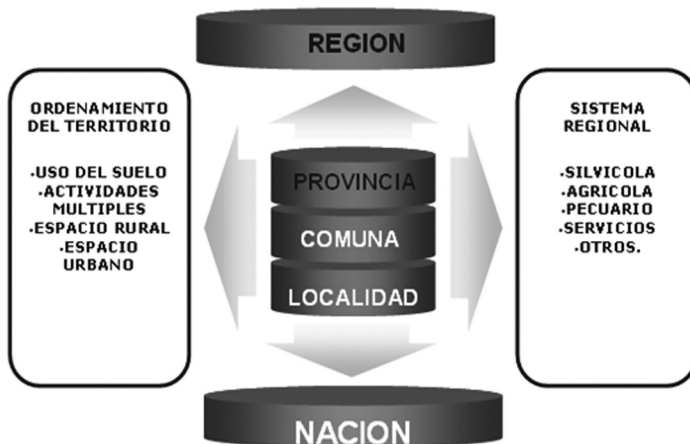 REGION
ORDENAMIENTO
DEL TERRITORIO
·USO DEL SUELO
·ACTIVIDADES
MULTIPLES
·ESPACIO RURAL
·ESPACIO
URBANO
PROVINCIA
COMUNA
LOCALIDAD
SISTEMA
REGIONAL
·SILVICOLA
·AGRICOLA
·PECUARIO
·SERVICIOS
·OTROS.
NACION